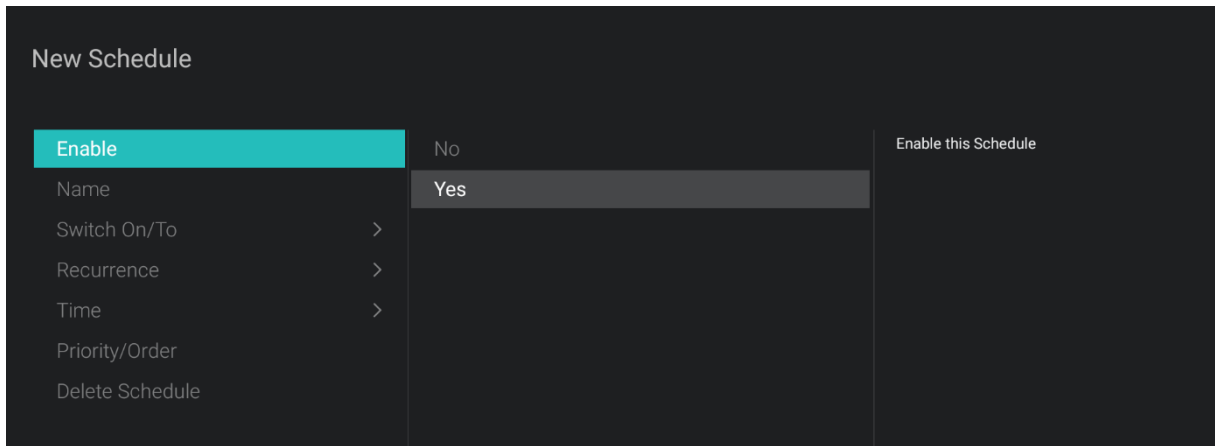 New Schedule
Enable
Name
Switch On/To
Recurrence
Time
Priority/Order
Delete Schedule
No
Yes
Enable this Schedule